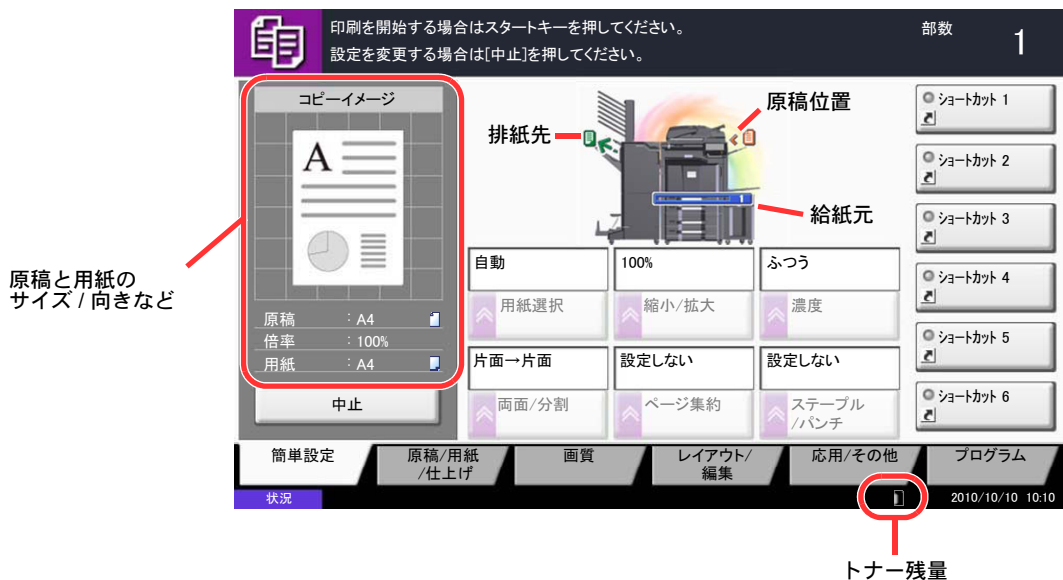 印刷を開始する場合はスタートキーを押してください。
設定を変更する場合は[中止]を押してください。
部数
1
コピーイメージ
A
原稿 : A4
倍率 : 100%
用紙 : A4
中止
原稿と用紙の
サイズ / 向きなど
排紙先
原稿位置
給紙元
1
自動
用紙選択
100%
縮小/拡大
ふつう
濃度
片面→片面
両面/分割
設定しない
ページ集約
設定しない
ステープル
/パンチ
ショートカット 1
ショートカット 2
ショートカット 3
ショートカット 4
ショートカット 5
ショートカット 6
簡単設定
原稿/用紙
/仕上げ
画質
レイアウト/
編集
応用/その他
プログラム
状況
2010/10/10 10:10
トナー残量